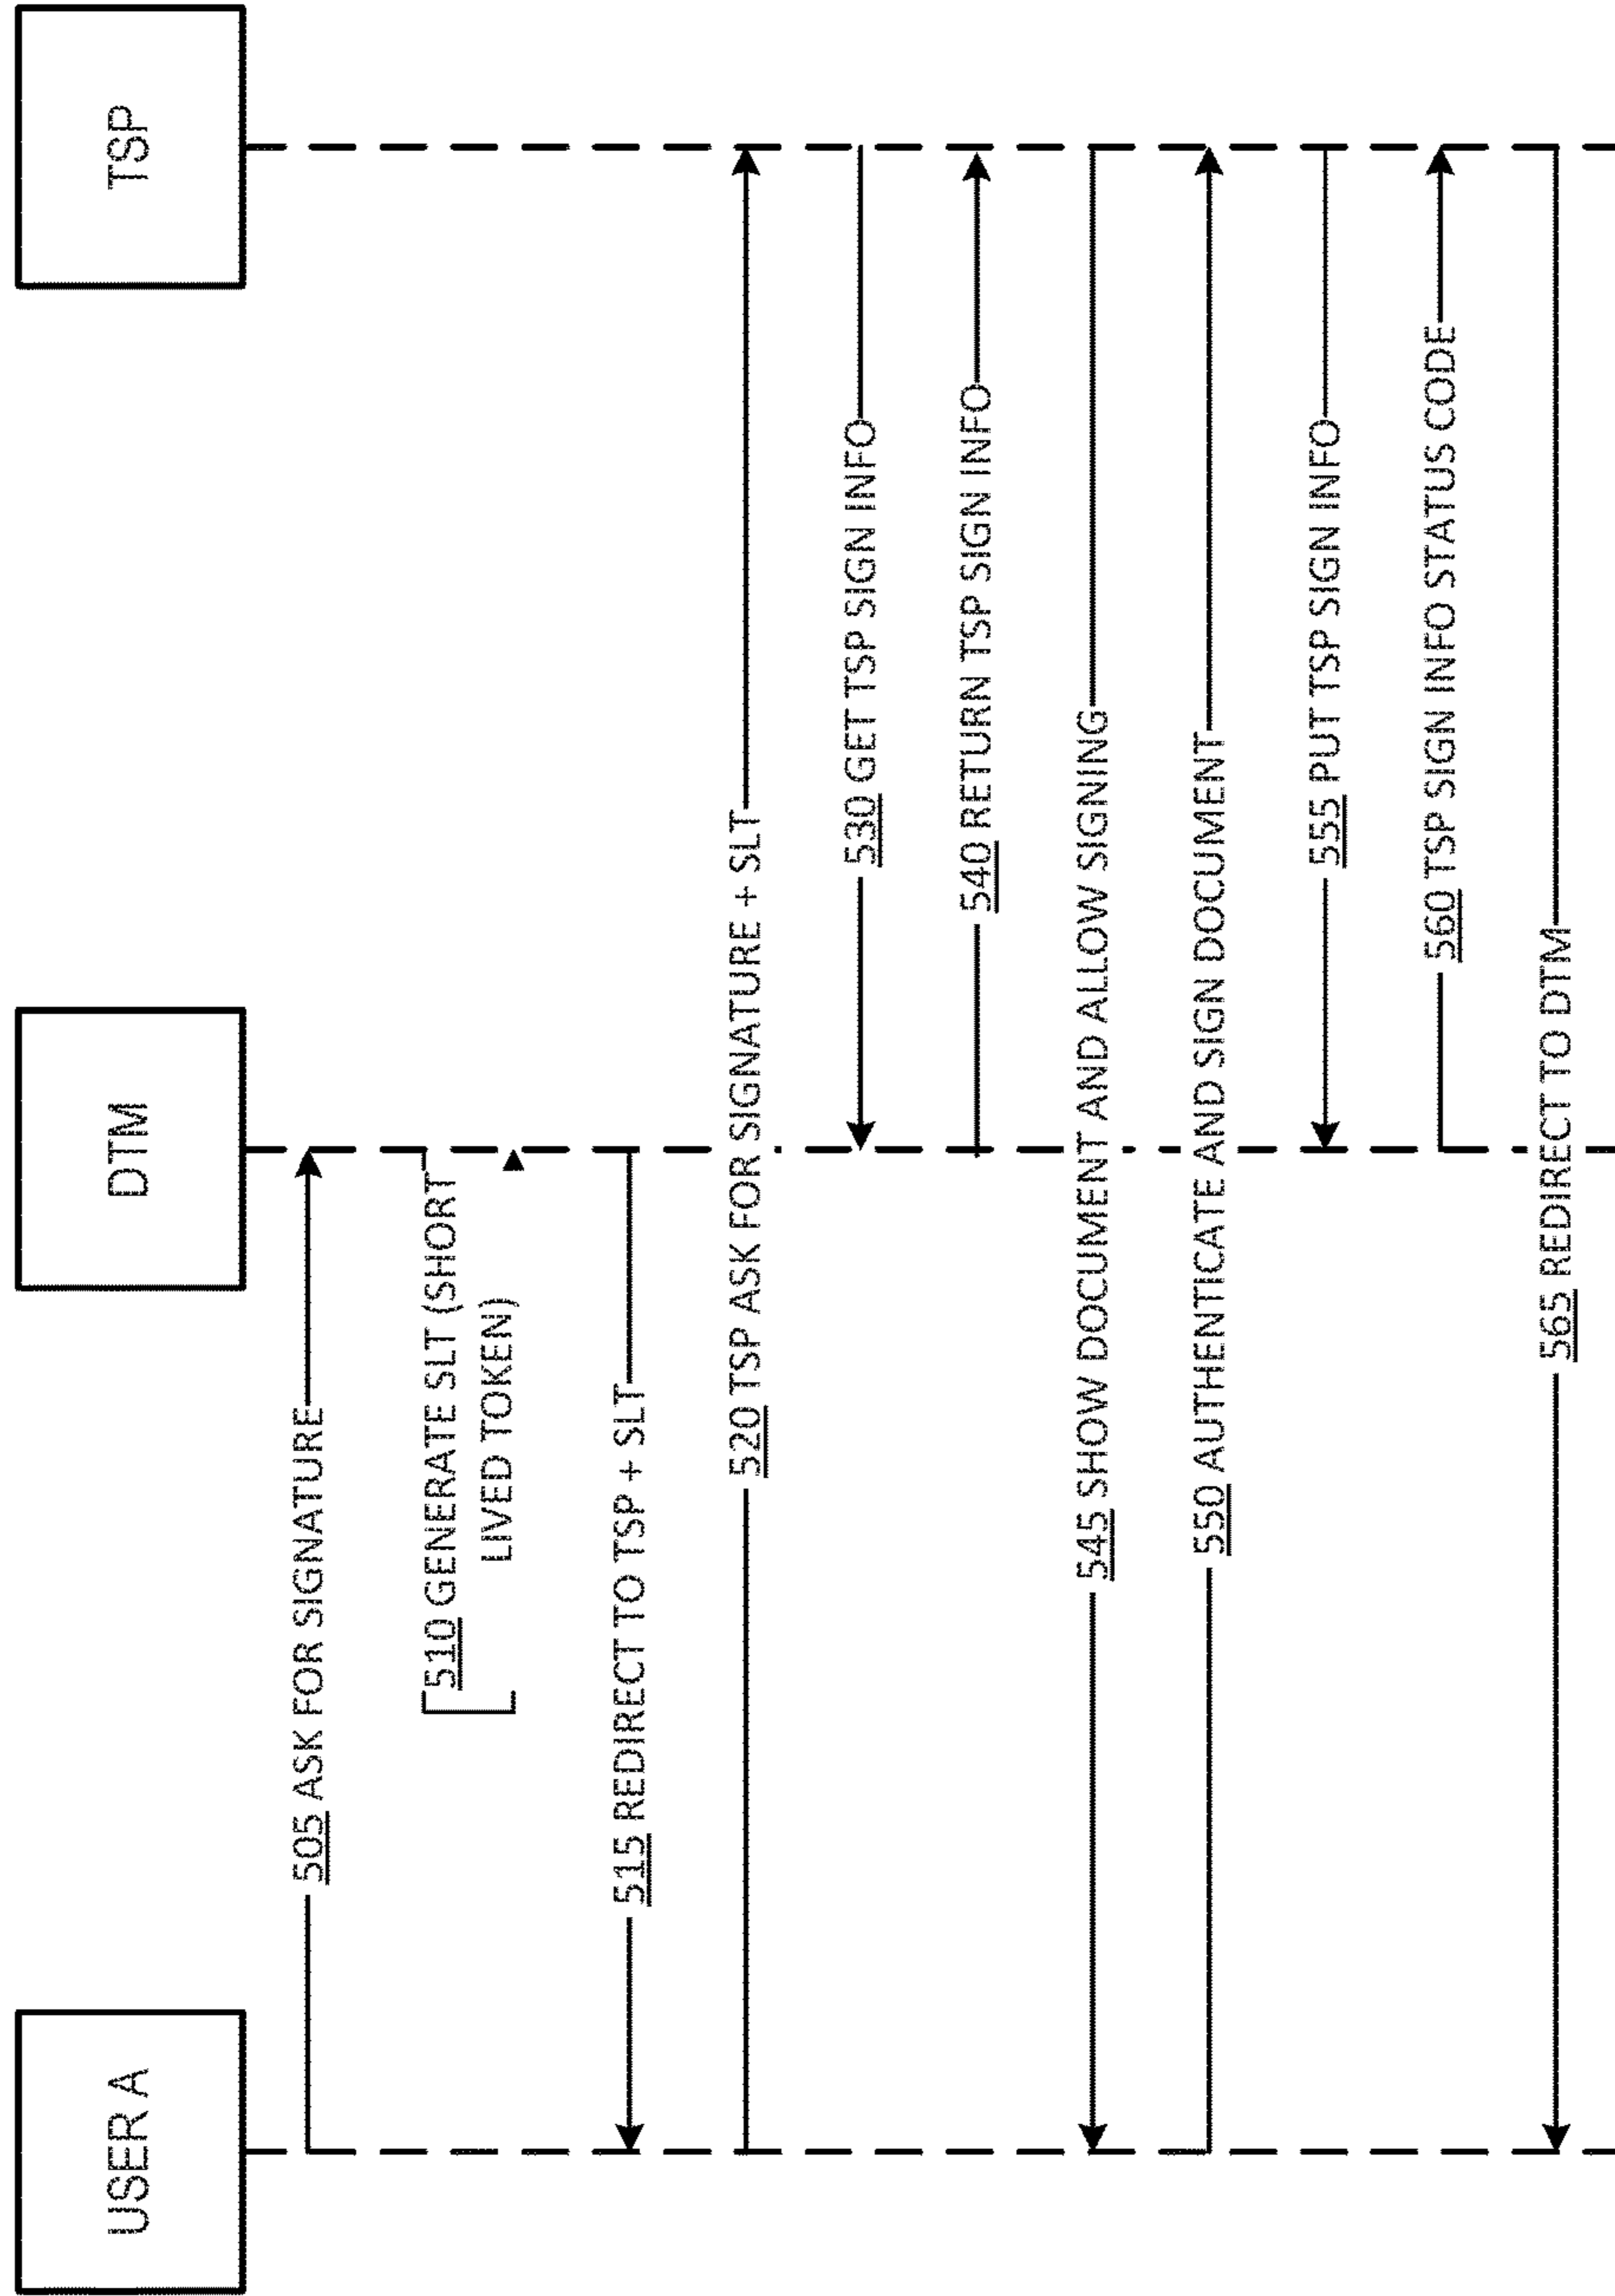 USER A
DTM
TSP
505 ASK FOR SIGNATURE
510 GENERATE SLT (SHORT
LIVED TOKEN)
515 REDIRECT TO TSP + SLT
520 TSP ASK FOR SIGNATURE + SLT
530 GET TSP SIGN INFO
540 RETURN TSP SIGN INFO
545 SHOW DOCUMENT AND ALLOW SIGNING
550 AUTHENTICATE AND SIGN DOCUMENT
555 PUT TSP SIGN INFO
560 TSP SIGN INFO STATUS CODE
565 REDIRECT TO DTM